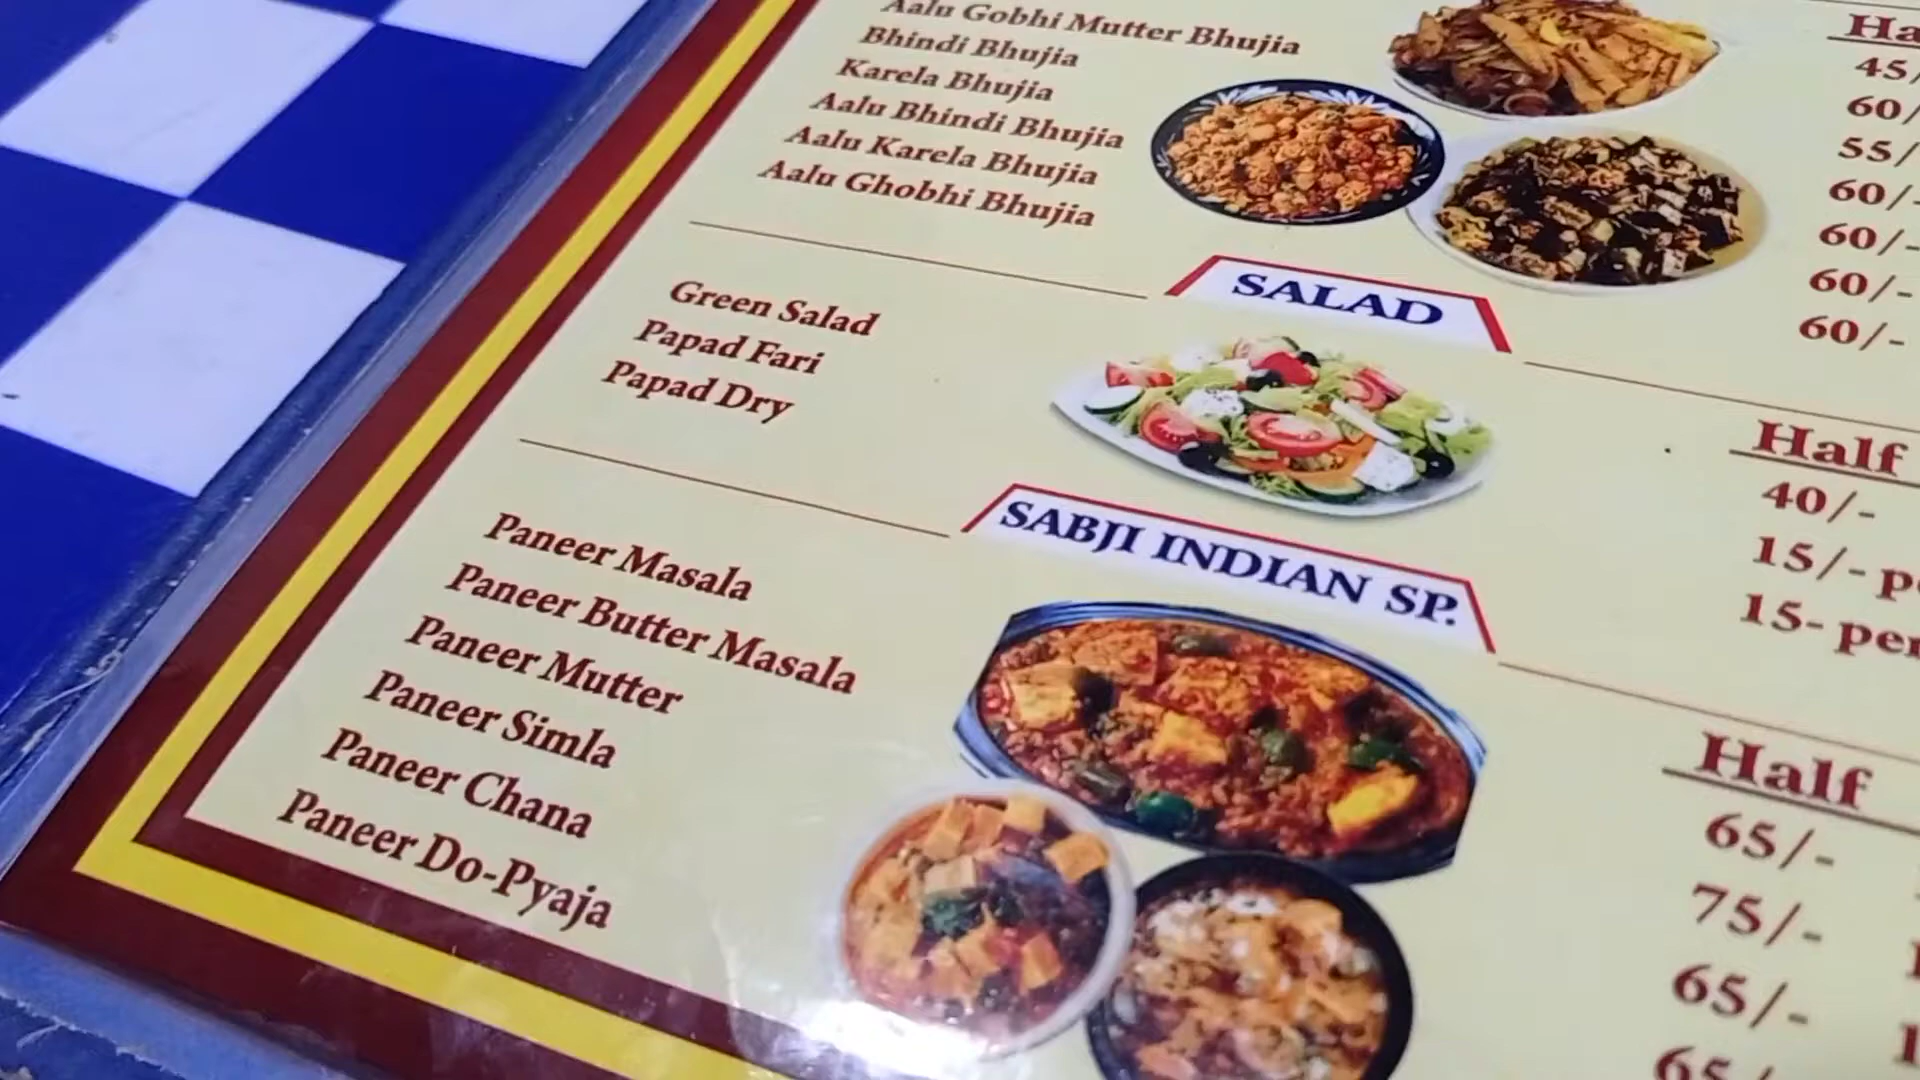 Aalu Gobhi Mutter Bhujia
Bhindi Bhujia
Karela Bhujia
Aalu Bhindi Bhujia
Aalu Karela Bhujia
Aalu Ghobhi Bhujia
45/
60/
55/
60/-
60/-
60/-
60/-
SALAD
Half
Green Salad 40/-
Papad Fari 15/-
Papad Dry 15- per
SABJI INDIAN SP.
Half
Paneer Masala 65/-
Paneer Butter Masala 75/-
Paneer Mutter 65/-
Paneer Simla 65/-
Paneer Chana
Paneer Do-Pyaja